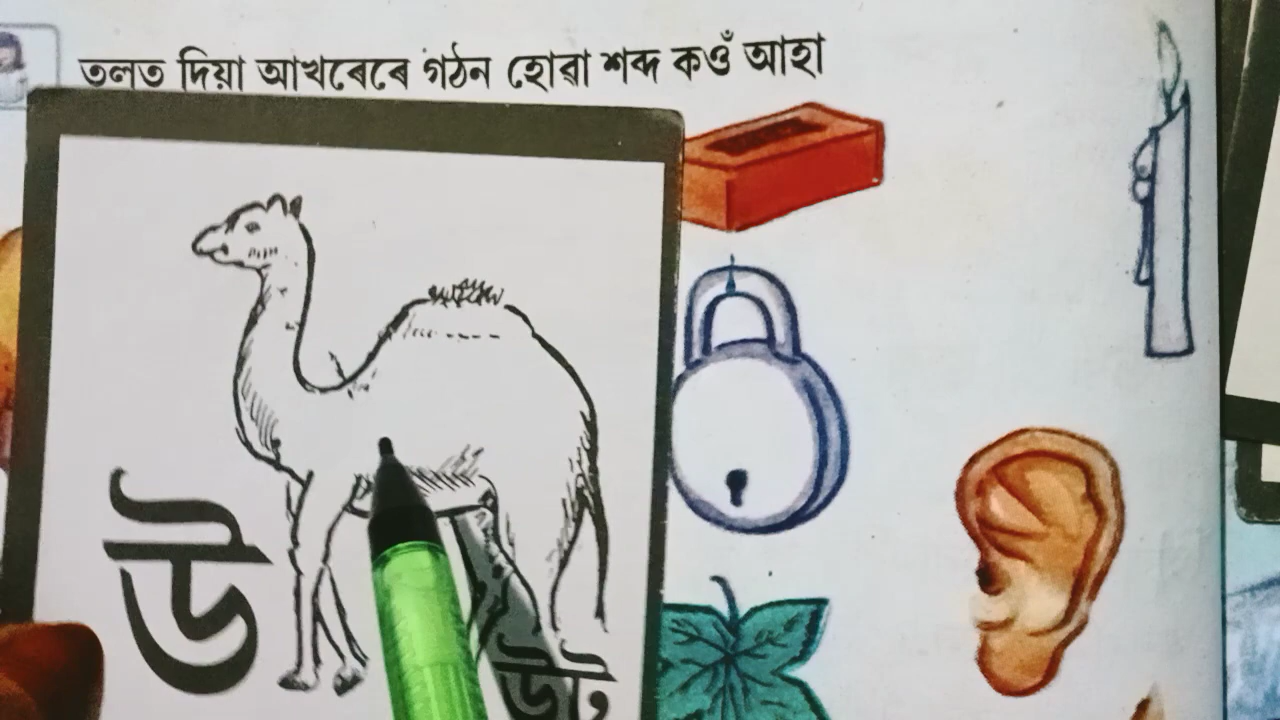 তলত দিয়া আখৰেৰে গঠন হোৱা শব্দ কওঁ আহা
উ
উট